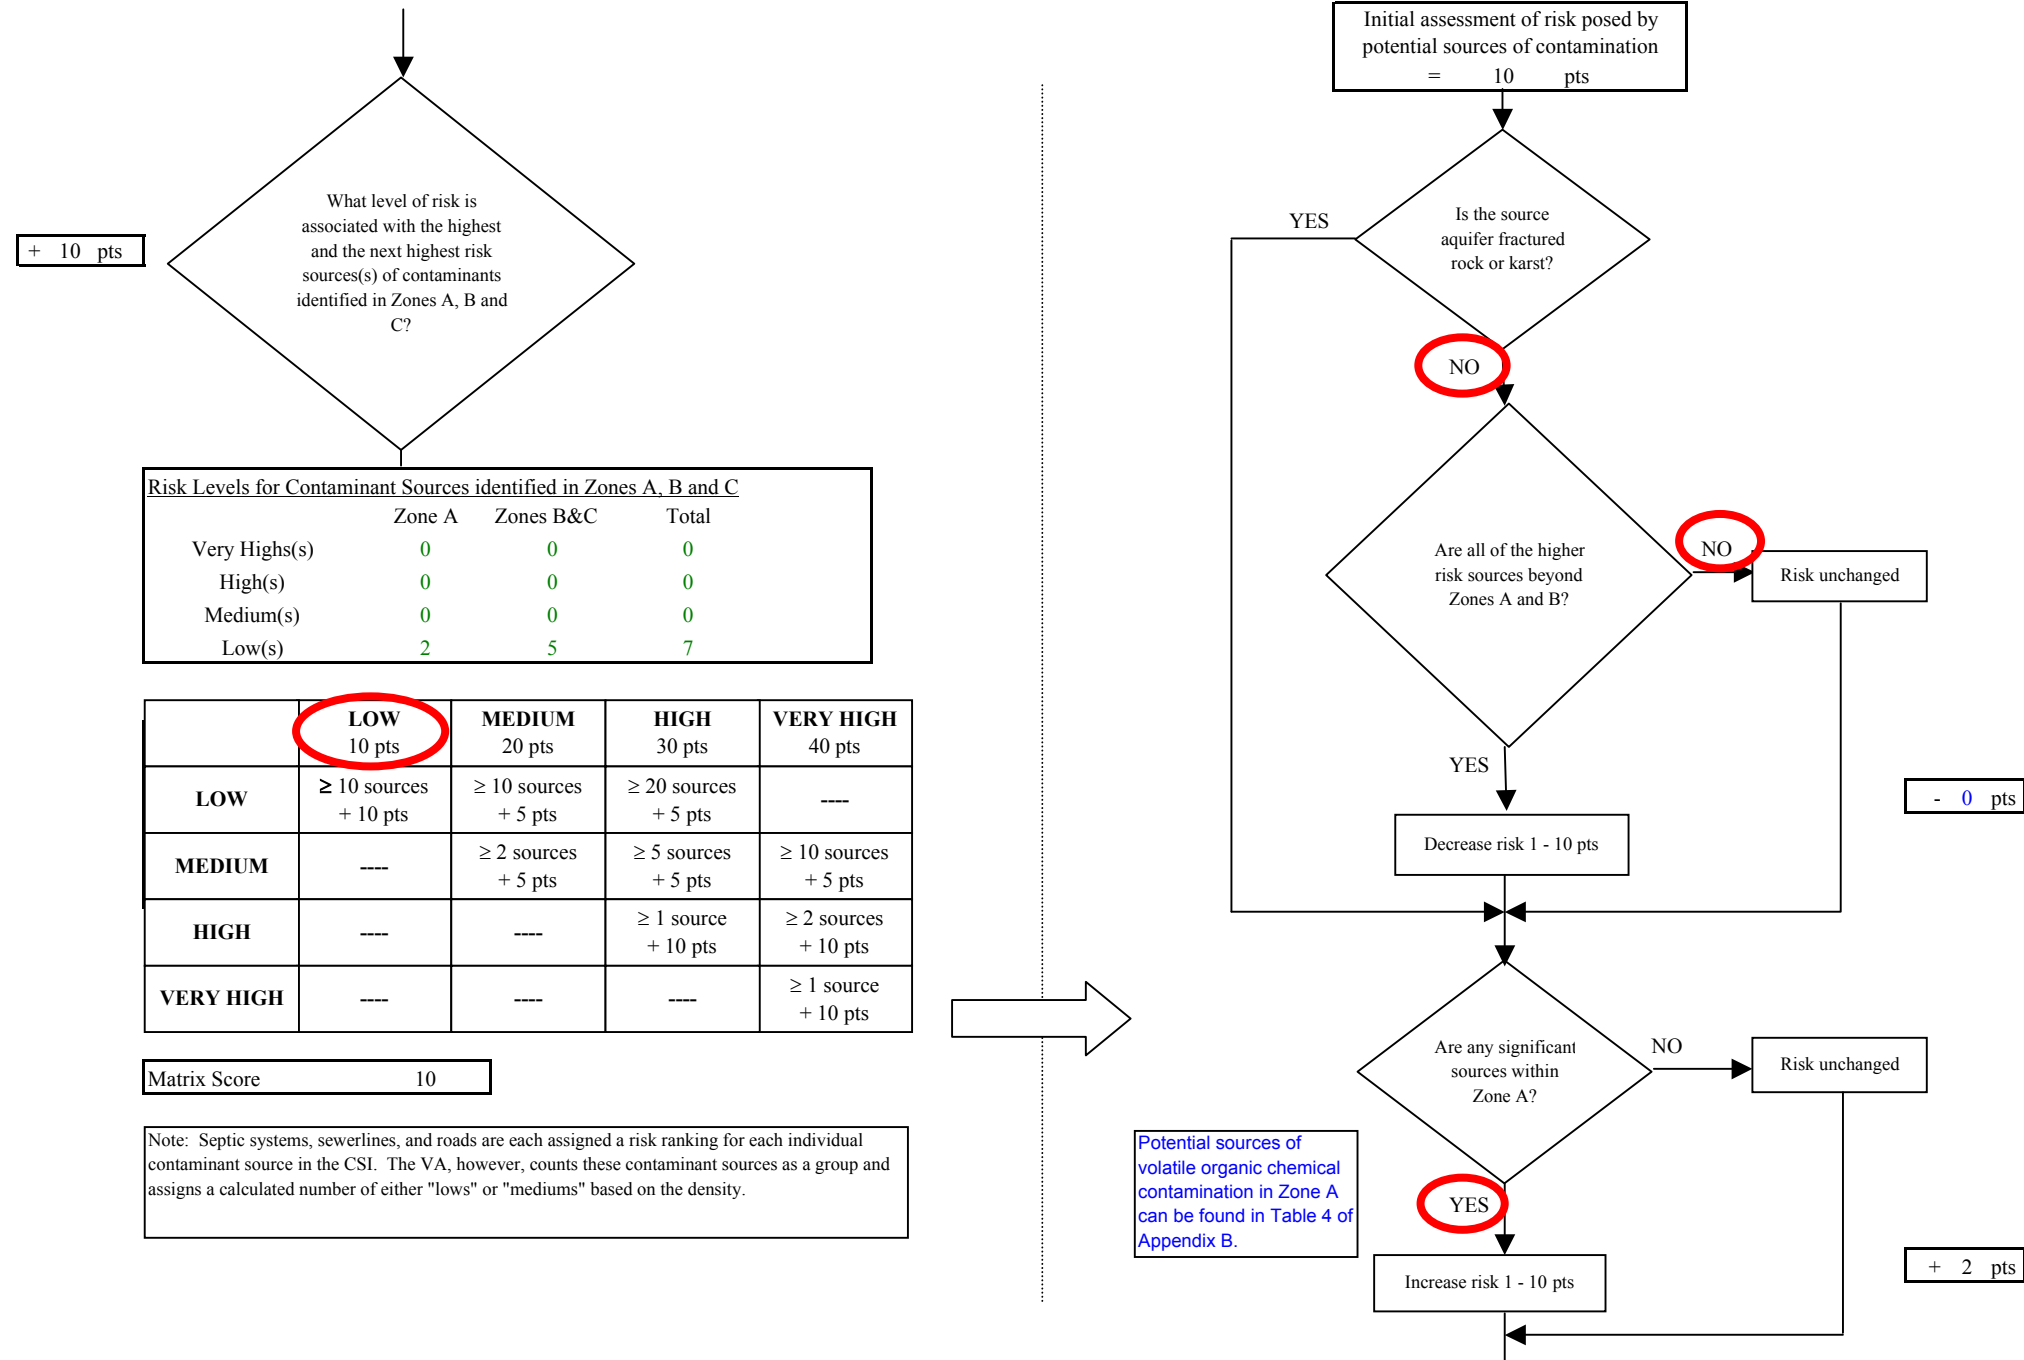 What level of risk is
associated with the highest
and the next highest risk
sources(s) of contaminants
identified in Zones A, B and
C?
+ 10 pts
Risk Levels for Contaminant Sources identified in Zones A, B and C
Zone A Zones B&C Total
Very Highs(s) 0 0 0
High(s) 0 0 0
Medium(s) 0 0 0
Low(s) 2 5 7
LOW MEDIUM HIGH VERY HIGH
10 pts 20 pts 30 pts 40 pts
LOW ≥ 10 sources ≥ 10 sources ≥ 20 sources ----
+ 10 pts + 5 pts + 5 pts
MEDIUM ---- ≥ 2 sources ≥ 5 sources ≥ 10 sources
+ 5 pts + 5 pts + 5 pts
HIGH ---- ---- ≥ 1 source ≥ 2 sources
+ 10 pts + 10 pts
VERY HIGH ---- ---- ---- ≥ 1 source
+ 10 pts
Matrix Score 10
Note: Septic systems, sewerlines, and roads are each assigned a risk ranking for each individual
contaminant source in the CSI. The VA, however, counts these contaminant sources as a group and
assigns a calculated number of either "lows" or "mediums" based on the density.
Initial assessment of risk posed by
potential sources of contamination
= 10 pts
Is the source
aquifer fractured
rock or karst?
YES
NO
Are all of the higher
risk sources beyond
Zones A and B?
NO
Risk unchanged
YES
- 0 pts
Decrease risk 1 - 10 pts
Are any significant
sources within
Zone A?
NO
Risk unchanged
Potential sources of
volatile organic chemical
contamination in Zone A
can be found in Table 4 of
Appendix B.
YES
Increase risk 1 - 10 pts
+ 2 pts